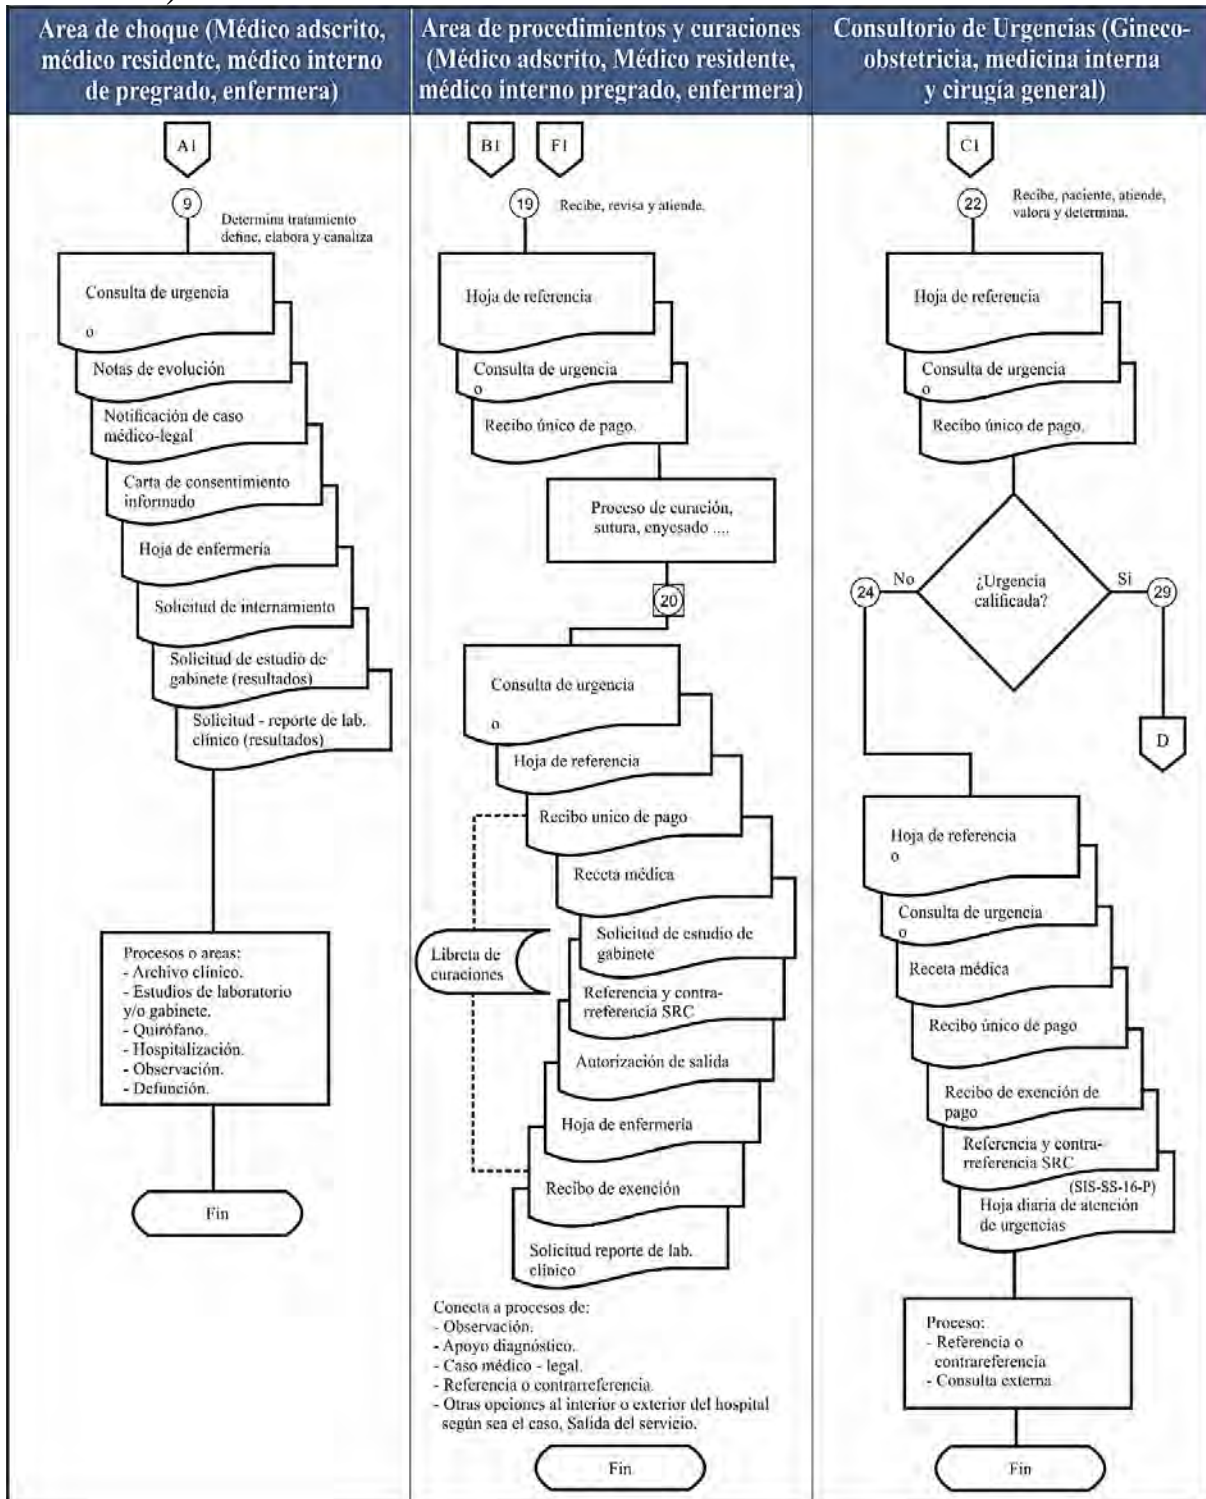 Area de choque (Médico adscrito,
médico residente, médico interno
de pregrado, enfermera)
A1
9
Determina tratamiento
define, elabora y canaliza
Consulta de urgencia
o
Notas de evolución
Notificación de caso
médico-legal
Carta de consentimiento
informado
Hoja de enfermería
Solicitud de internamiento
Solicitud de estudio de
gabinete (resultados)
Solicitud - reporte de lab.
clínico (resultados)
Procesos o areas:
- Archivo clínico.
- Estudios de laboratorio
y/o gabinete.
- Quirófano.
- Hospitalización.
- Observación.
- Defunción.
Fin
Area de procedimientos y curaciones
(Médico adscrito, Médico residente,
médico interno pregrado, enfermera)
B1
F1
19
Recibe, revisa y atiende.
Hoja de referencia
Consulta de urgencia
o
Recibo único de pago.
Proceso de curación,
sutura, enyesado ....
20
Consulta de urgencia
o
Hoja de referencia
Recibo unico de pago
Receta médica
Solicitud de estudio de
gabinete
Libreta de
curaciones
Referencia y contra-
rreferencia SRC
Autorización de salida
Hoja de enfermería
Recibo de exención
Solicitud reporte de lab.
clínico
Conecta a procesos de:
- Observación.
- Apoyo diagnóstico.
- Caso médico - legal.
- Referencia o contrarreferencia.
- Otras opciones al interior o exterior del hospital
según sea el caso, Salida del servicio.
Fin
Consultorio de Urgencias (Gineco-
obstetricia, medicina interna
y cirugía general)
C1
22
Recibe, paciente, atiende,
valora y determina.
Hoja de referencia
Consulta de urgencia
o
Recibo único de pago.
¿Urgencia
calificada?
No
24
Si
29
D
Hoja de referencia
o
Consulta de urgencia
o
Receta médica
Recibo único de pago
Recibo de exención de
pago
Referencia y contra-
rreferencia SRC
(SIS-SS-16-P)
Hoja diaria de atención
de urgencias
Proceso:
- Referencia o
contrareferencia
- Consulta externa
Fin